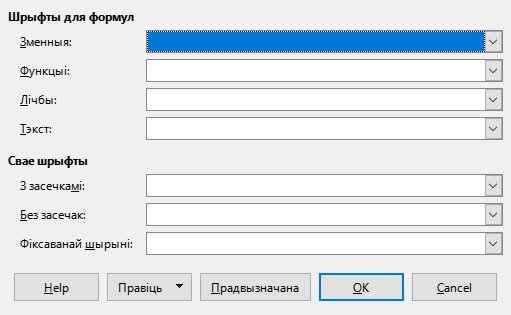 Шрыфты для формул
Зменныя:
Функцыі:
Лічбы:
Тэкст:
Свае шрыфты
З засечкамі:
Без засечак:
Фіксаванай шырыні:
Help Правіць Прадвызначана OK Cancel